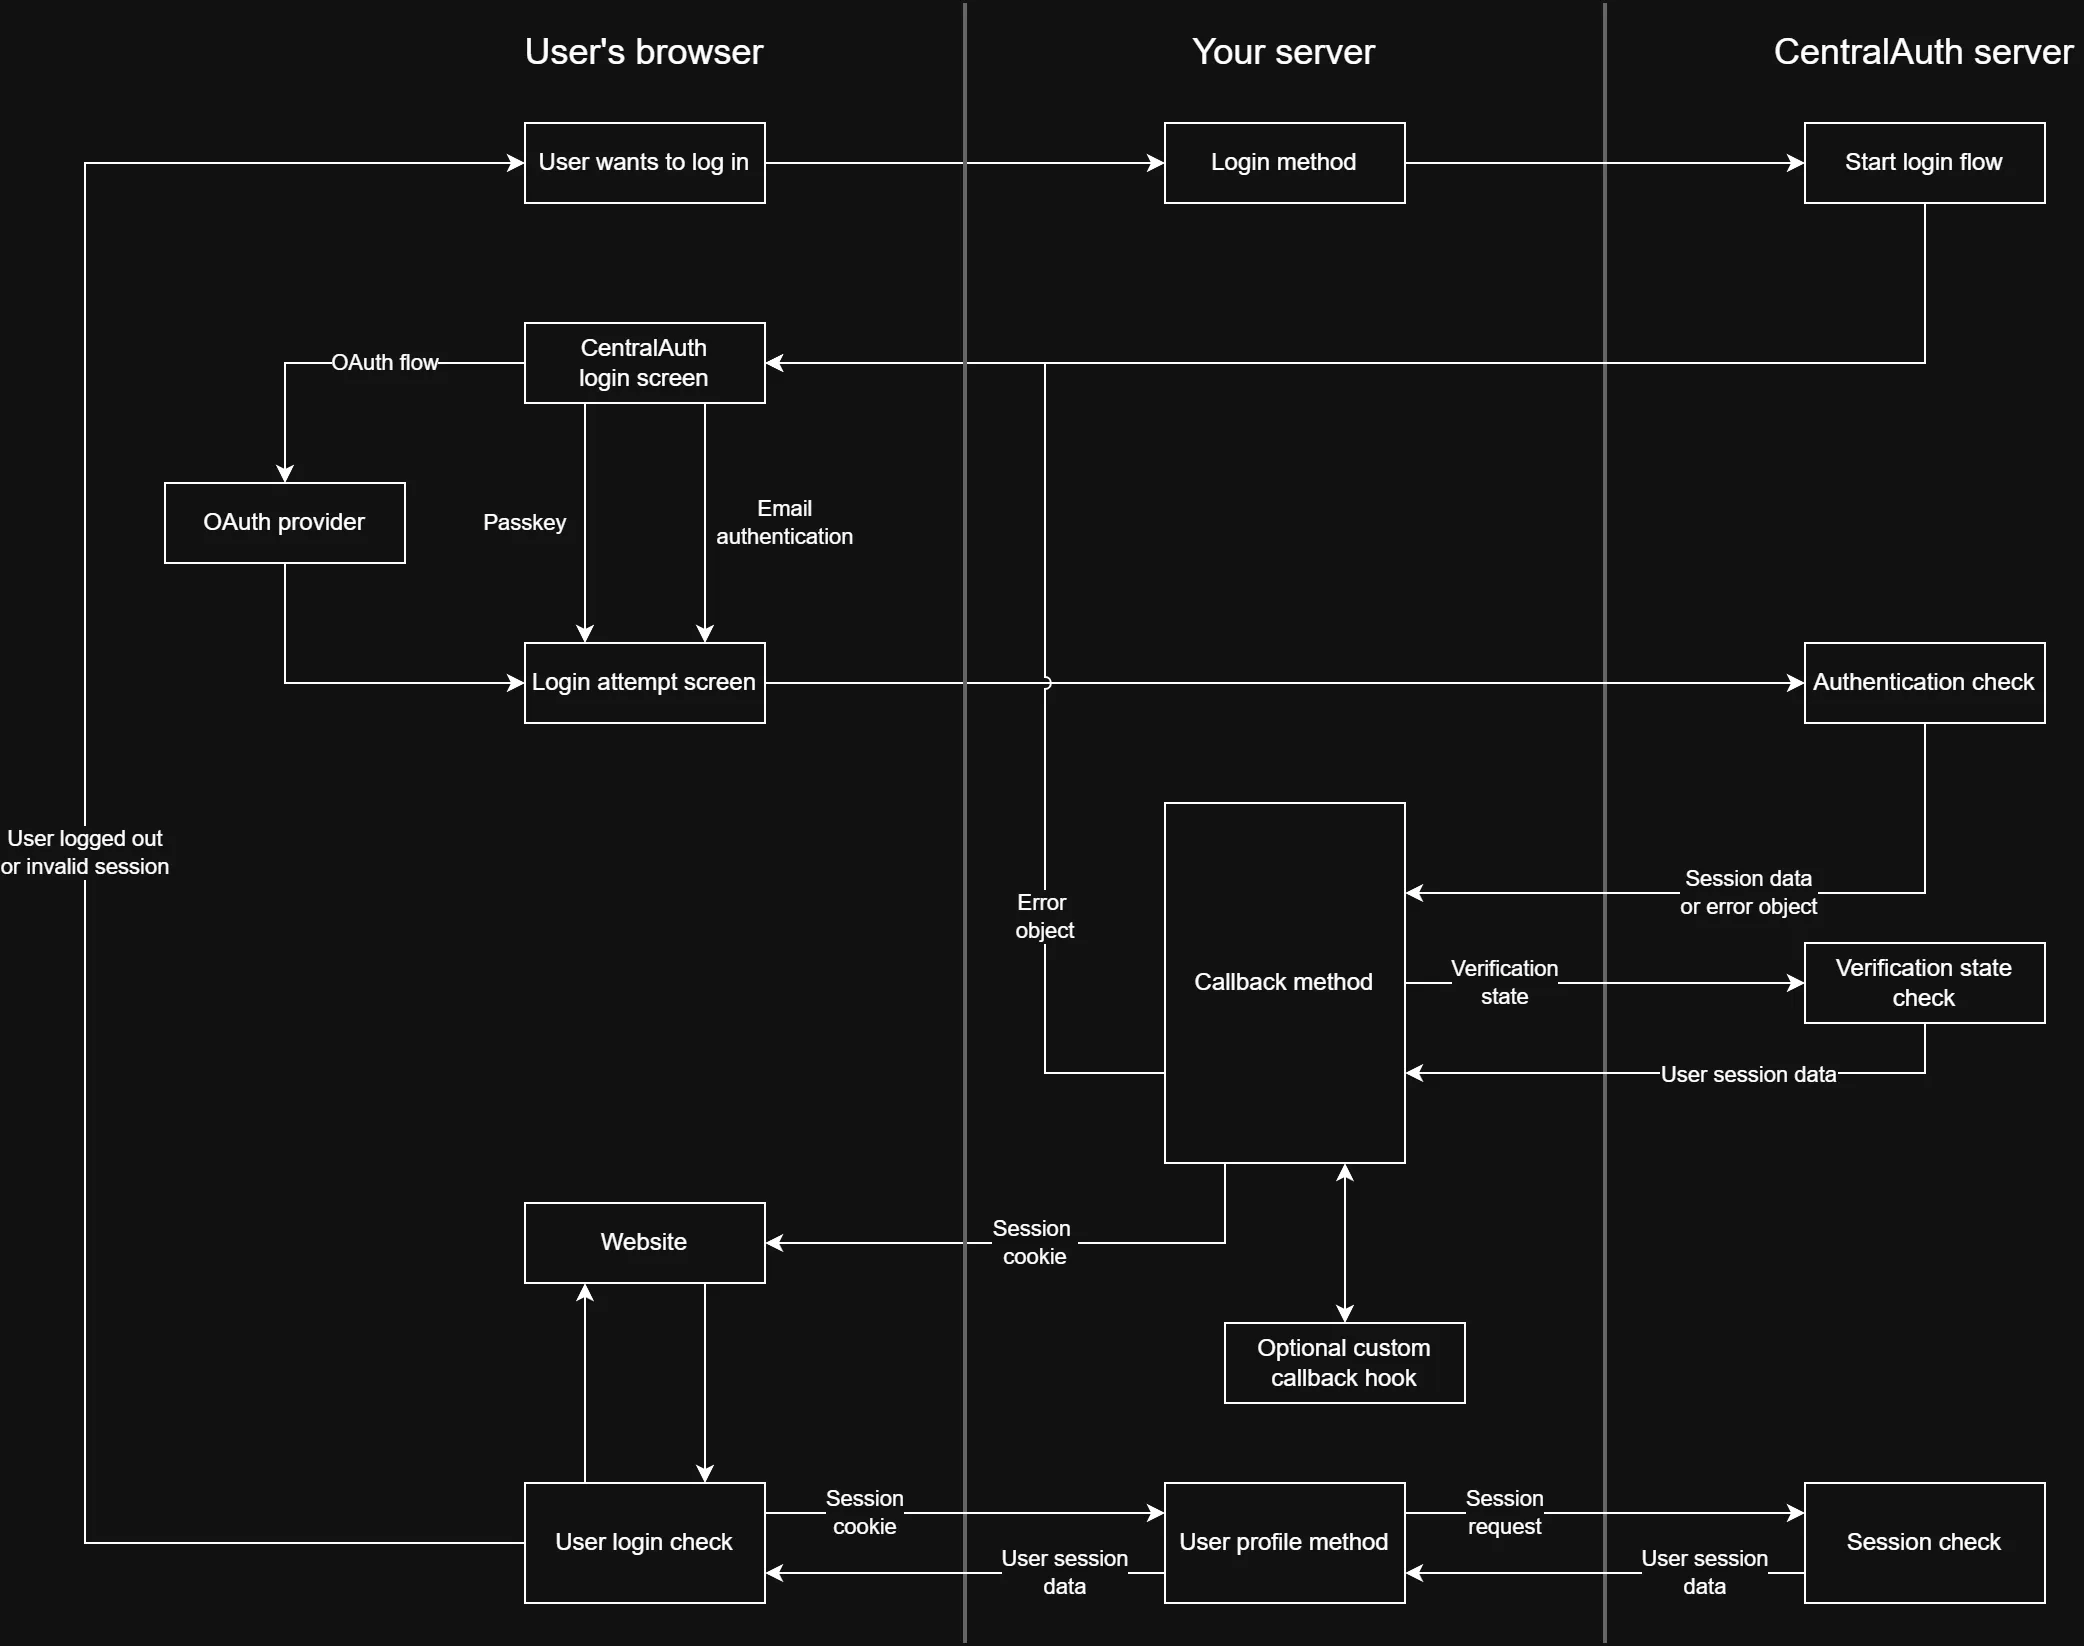 User's browser
Your server
CentralAuth server
User wants to log in
Login method
Start login flow
CentralAuth
login screen
OAuth flow
OAuth provider
Passkey
Email
authentication
Login attempt screen
Authentication check
User logged out
or invalid session
Error
object
Callback method
Session data
or error object
Verification
state
Verification state
check
User session data
Website
Session
cookie
Optional custom
callback hook
User login check
Session
cookie
User session
data
User profile method
Session
request
User session
data
Session check